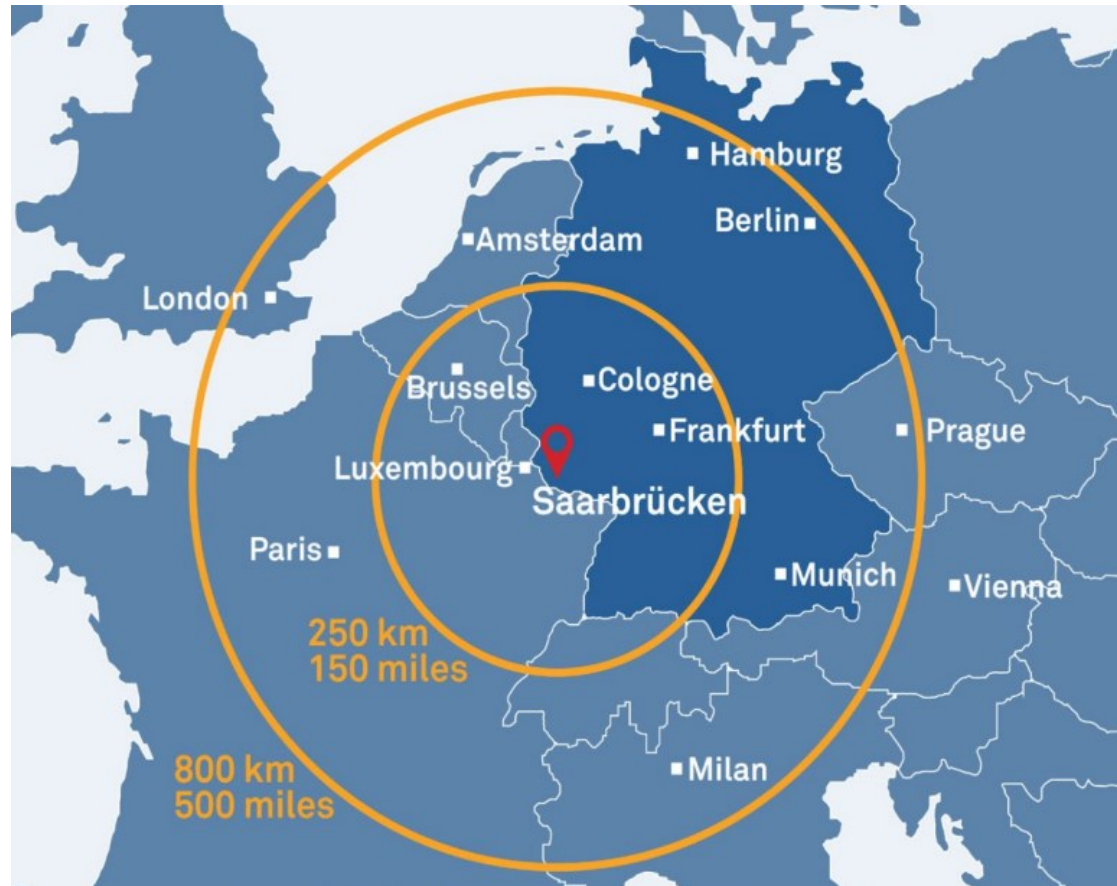 Hamburg
Berlin
Amsterdam
London
Cologne
Brussels
Frankfurt
Prague
Luxembourg
Saarbrücken
Paris
Munich
Vienna
250 km
150 miles
Milan
800 km
500 miles